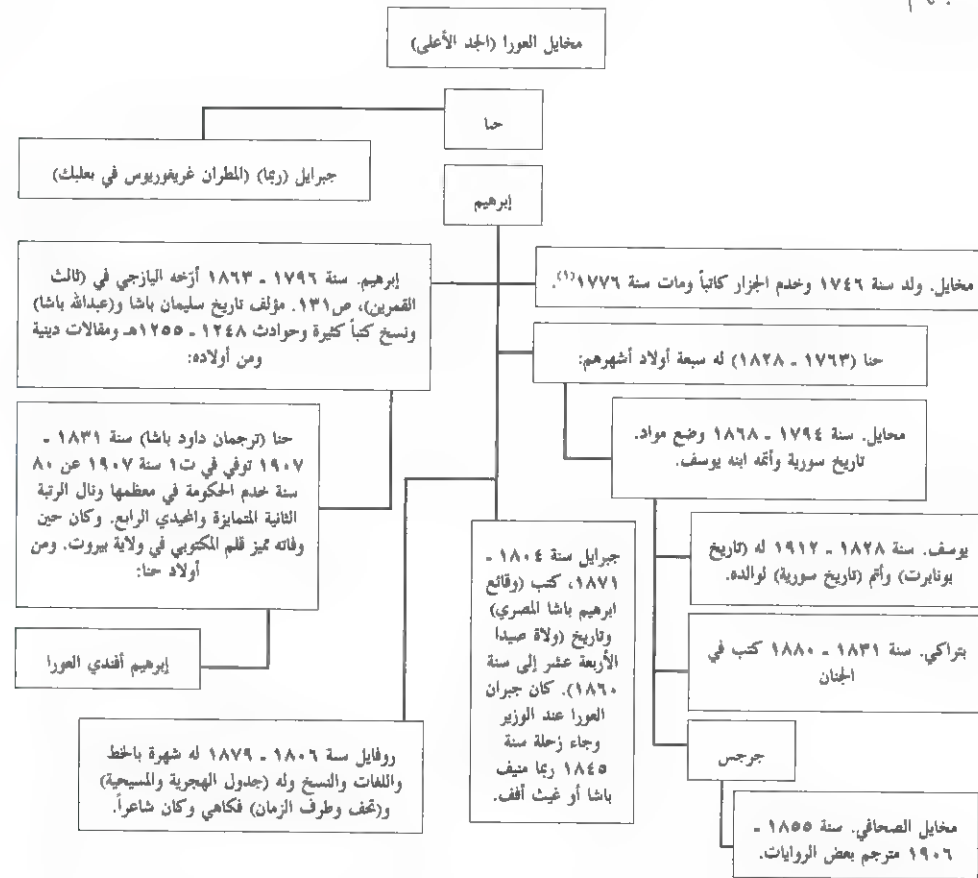 مخايل العورا (الجد الأعلى)
حنا
جبرايل (ربما) (المطران غريغوريوس في بعلبك)
إبرهيم
مخايل. ولد سنة ١٧٤٦ وخدم الجزار كاتباً ومات سنة ١٧٧٦(١).
إبرهيم. سنة ١٧٩٦ ـ ١٨٦٣ أرّخه اليازجي في (ثالث
القمرين)، ص١٣١. مؤلف تاريخ سليمان باشا و(عبدالله باشا)
ونسخ كتباً كثيرة وحوادث ١٢٤٨ ـ ١٢٥٥هـ ومقالات دينية
ومن أولاده:
حنا (١٧٦٣ ـ ١٨٢٨) له سبعة أولاد أشهرهم:
حنا (ترجمان داود باشا) سنة ١٨٣١ ـ
١٩٠٧ توفي في ت١ سنة ١٩٠٧ عن ٨٠
سنة خدم الحكومة في معظمها ونال الرتبة
الثانية المتمايزة والمجيدي الرابع. وكان حين
وفاته مميز قلم المكتوبي في ولاية بيروت. ومن
أولاد حنا:
إبرهيم أفندي العورا
مخايل. سنة ١٧٩٤ ـ ١٨٦٨ وضع مواد.
تاريخ سورية وأتمّه ابنه يوسف.
يوسف. سنة ١٨٢٨ ـ ١٩١٢ له (تاريخ
بونابرت) وأتم (تاريخ سورية) لوالده.
بتراكي. سنة ١٨٣١ ـ ١٨٨٠ كتب في
الجنان
جرجس
مخايل الصحافي. سنة ١٨٥٥ ـ
١٩٠٦ مترجم بعض الروايات.
جبرايل سنة ١٨٠٤ ـ
١٨٧١، كتب (وقائع
ابرهيم باشا المصري)
وتاريخ (ولاة صيدا
الأربعة عشر إلى سنة
١٨٦٠). كان جبران
العورا عند الوزير
وجاء زحلة سنة
١٨٤٥ ربما منيف
باشا أو غيث أفف.
روفايل سنة ١٨٠٦ ـ ١٨٧٩ له شهرة بالخط
واللغات والنسخ وله (جدول الهجرية والمسيحية)
و(تحف وطرف الزمان) فكاهي وكان شاعراً.